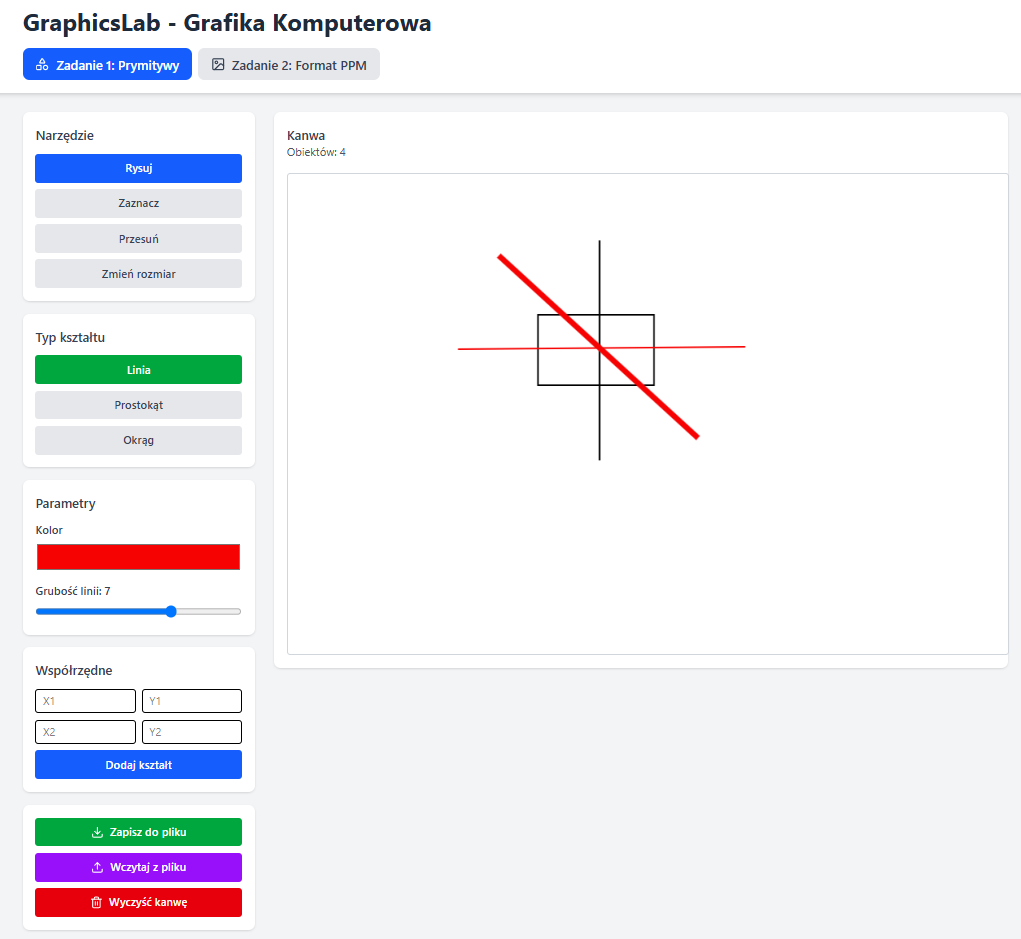 GraphicsLab - Grafika Komputerowa
Zadanie 1: Prymitywy
Zadanie 2: Format PPM
Narzędzie
Rysuj
Zaznacz
Przesuń
Zmień rozmiar
Typ kształtu
Linia
Prostokąt
Okrąg
Parametry
Kolor
Grubość linii: 7
Współrzędne
X1 Y1
X2 Y2
Dodaj kształt
Zapisz do pliku
Wczytaj z pliku
Wyczyść kanwę
Kanwa
Obiektów: 4